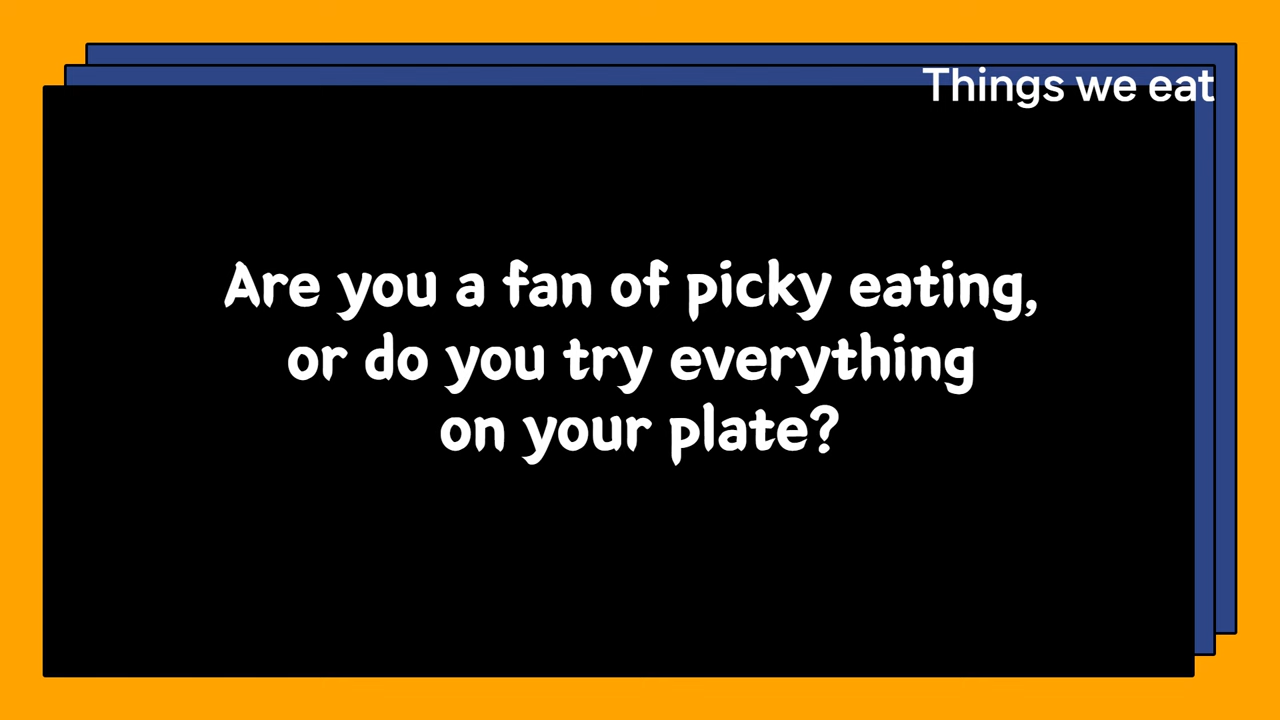 Things we eat
Are you a fan of picky eating,
or do you try everything
on your plate?